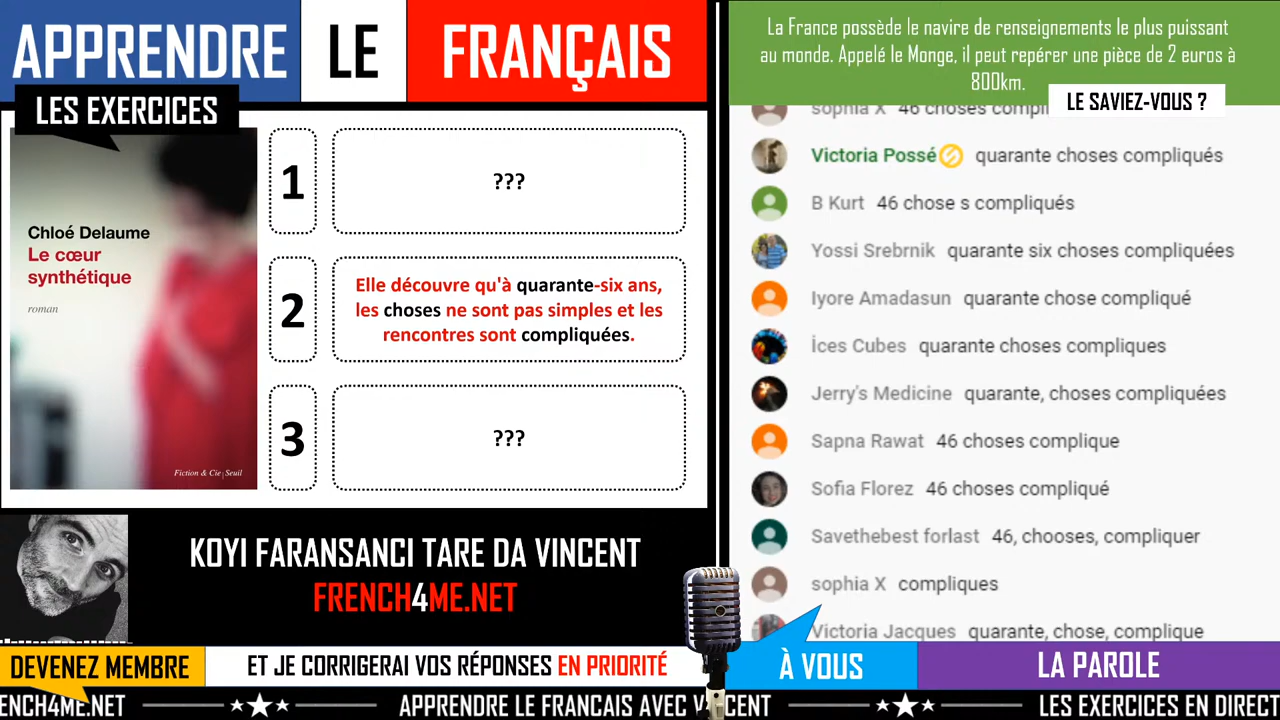 APPRENDRE LE FRANÇAIS
LES EXERCICES
Chloé Delaume
Le cœur
synthétique
roman
Fiction & Cie | Seuil
1
???
2
Elle découvre qu'à quarante-six ans,
les choses ne sont pas simples et les
rencontres sont compliquées.
3
???
KOYI FARANSANCI TARE DA VINCENT
FRENCH4ME.NET
La France possède le navire de renseignements le plus puissant
au monde. Appelé le Monge, il peut repérer une pièce de 2 euros à
800km.
LE SAVIEZ-VOUS ?
sophia X 46 choses compli
Victoria Possé quarante choses compliqués
B Kurt 46 chose s compliqués
Yossi Srebrnik quarante six choses compliquées
Iyore Amadasun quarante chose compliqué
İces Cubes quarante choses compliques
Jerry's Medicine quarante, choses compliquées
Sapna Rawat 46 choses complique
Sofia Florez 46 choses compliqué
Savethebest forlast 46, chooses, compliquer
sophia X compliques
Victoria Jacques quarante, chose, complique
DEVENEZ MEMBRE
ET JE CORRIGERAI VOS RÉPONSES EN PRIORITÉ
À VOUS
LA PAROLE
ENCH4ME.NET APPRENDRE LE FRANCAIS AVEC V CENT LES EXERCICES EN DIRECT